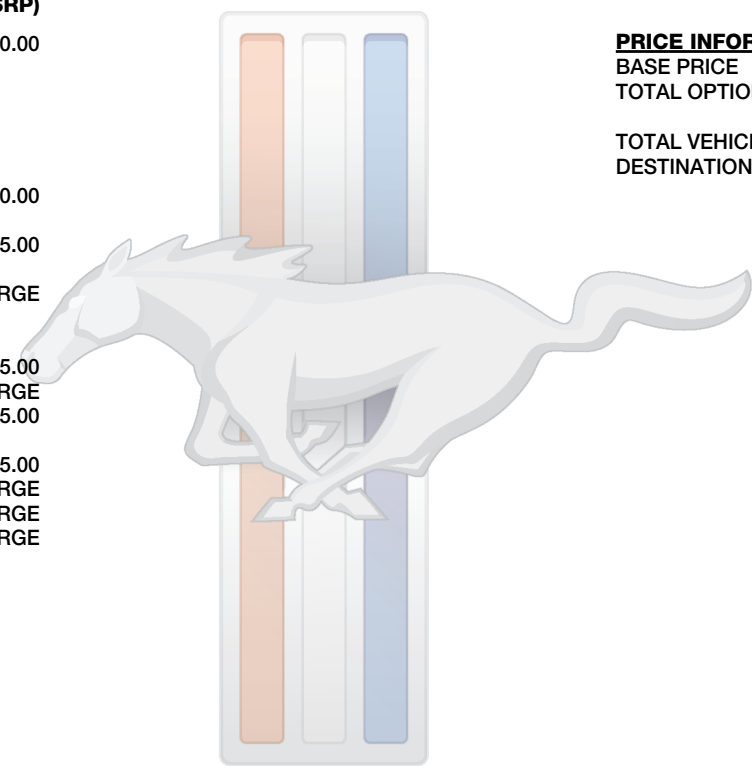 SRP)
0.00
0.00
5.00
RGE
5.00
RGE
5.00
5.00
RGE
RGE
RGE
PRICE INFOR
BASE PRICE
TOTAL OPTIO
TOTAL VEHICL
DESTINATION